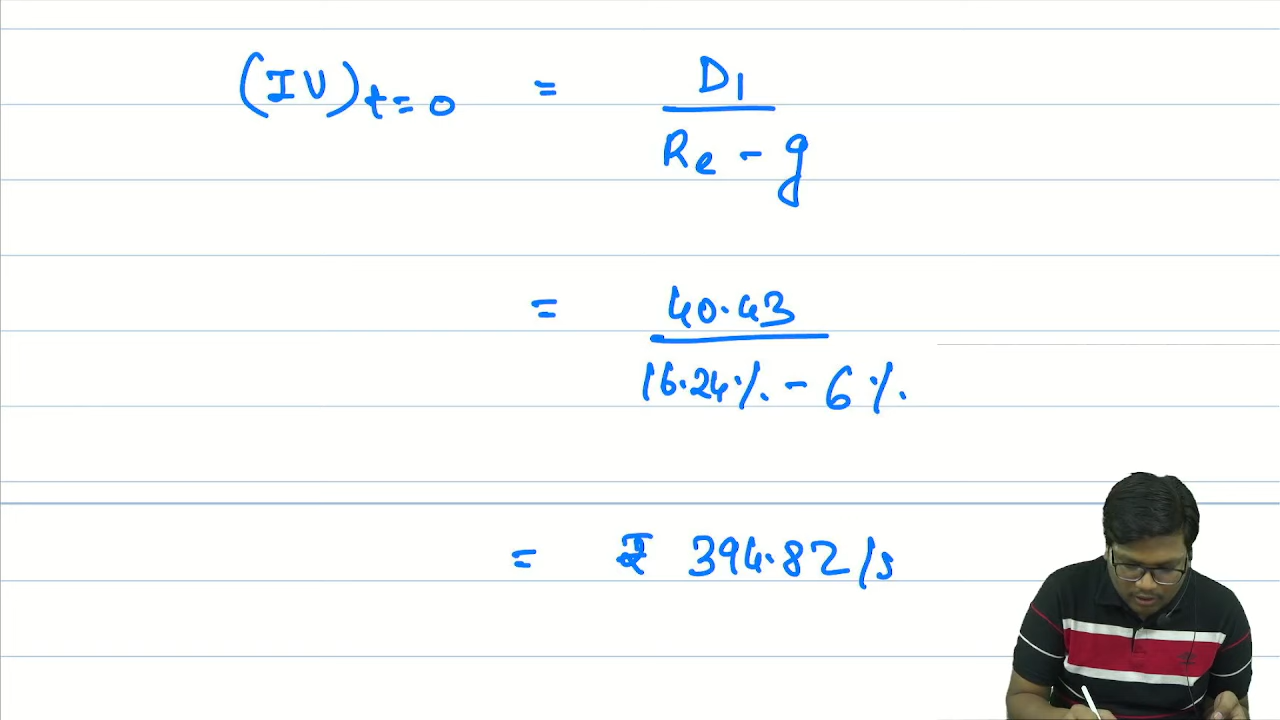 (IV)t=0 = D1
Re - g
= 40.43
16.24% - 6%
= ₹ 394.82/s